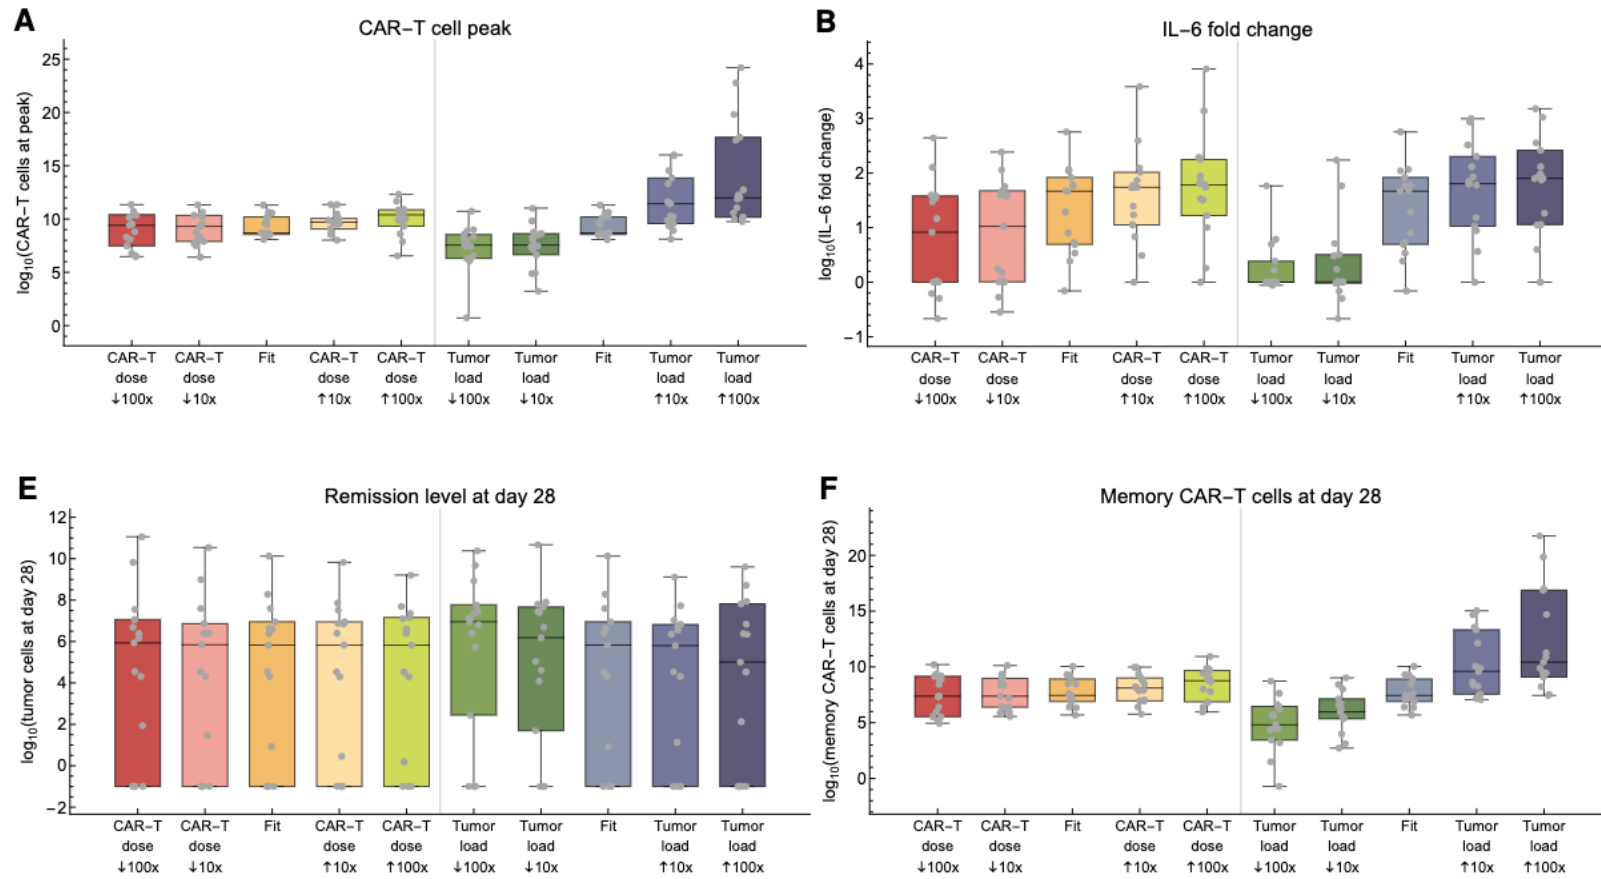 A
CAR−T cell peak
log10(CAR−T cells at peak)
25
20
15
10
5
0
CAR−T CAR−T Fit CAR−T CAR−T Tumor Tumor Fit Tumor Tumor
dose dose dose dose load load load load
↓100x ↓10x ↑10x ↑100x ↓100x ↓10x ↑10x ↑100x
B
IL−6 fold change
log10(IL−6 fold change)
4
3
2
1
0
−1
CAR−T CAR−T Fit CAR−T CAR−T Tumor Tumor Fit Tumor Tumor
dose dose dose dose load load load load
↓100x ↓10x ↑10x ↑100x ↓100x ↓10x ↑10x ↑100x
E
Remission level at day 28
log10(tumor cells at day 28)
12
10
8
6
4
2
0
−2
CAR−T CAR−T Fit CAR−T CAR−T Tumor Tumor Fit Tumor Tumor
dose dose dose dose load load load load
↓100x ↓10x ↑10x ↑100x ↓100x ↓10x ↑10x ↑100x
F
Memory CAR−T cells at day 28
log10(memory CAR−T cells at day 28)
20
15
10
5
0
CAR−T CAR−T Fit CAR−T CAR−T Tumor Tumor Fit Tumor Tumor
dose dose dose dose load load load load
↓100x ↓10x ↑10x ↑100x ↓100x ↓10x ↑10x ↑100x